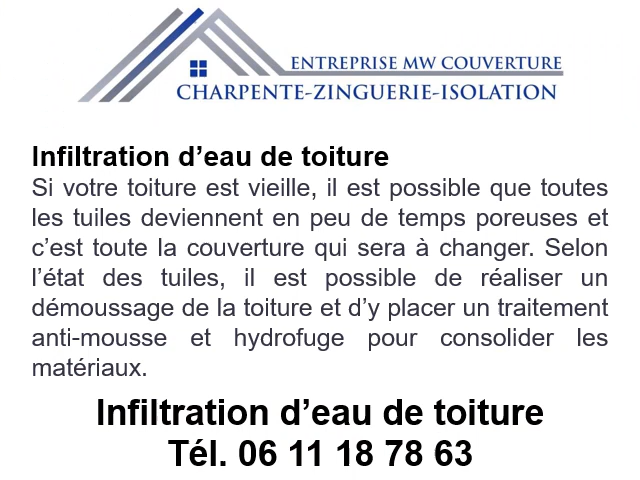 ENTREPRISE MW COUVERTURE
CHARPENTE-ZINGUERIE-ISOLATION
Infiltration d’eau de toiture
Si votre toiture est vieille, il est possible que toutes
les tuiles deviennent en peu de temps poreuses et
c’est toute la couverture qui sera à changer. Selon
l’état des tuiles, il est possible de réaliser un
démoussage de la toiture et d’y placer un traitement
anti-mousse et hydrofuge pour consolider les
matériaux.
Infiltration d’eau de toiture
Tél. 06 11 18 78 63